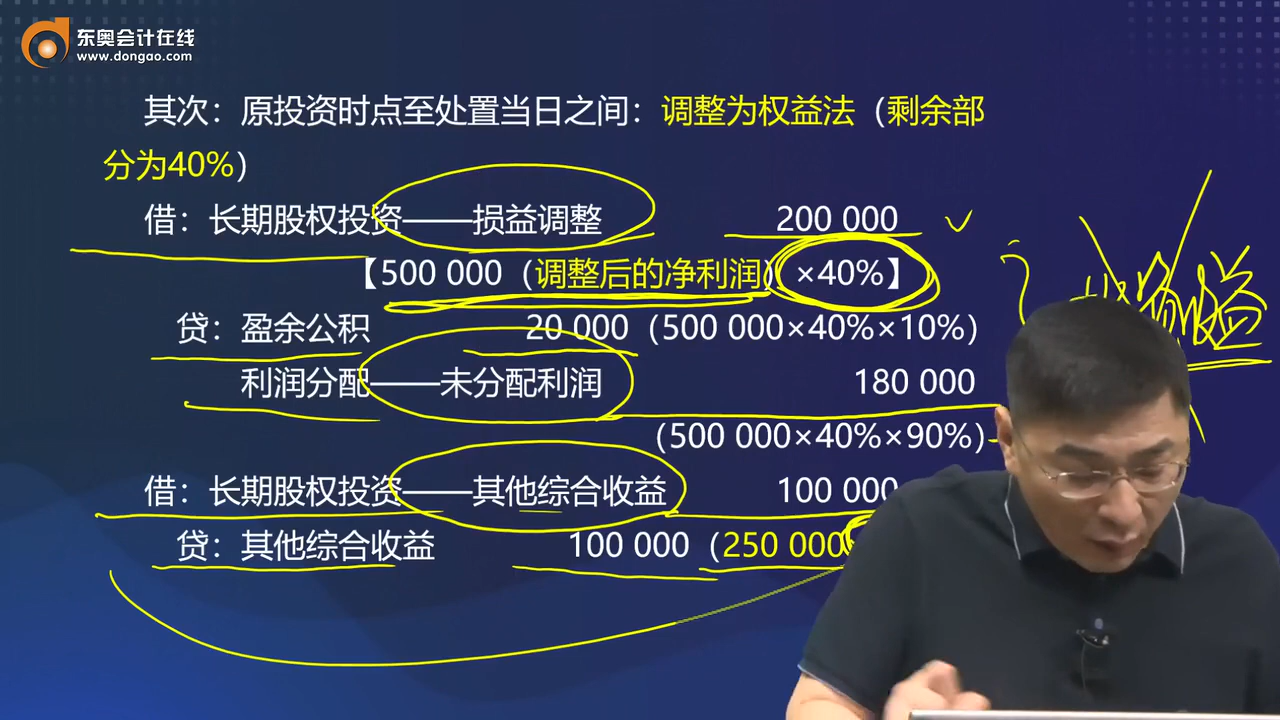 东奥会计在线
www.dongao.com
其次：原投资时点至处置当日之间：调整为权益法（剩余部
分为40%）
借：长期股权投资——损益调整 200 000
【500 000（调整后的净利润）×40%】
贷：盈余公积 20 000（500 000×40%×10%）
利润分配——未分配利润 180 000
（500 000×40%×90%）
借：长期股权投资——其他综合收益 100 000
贷：其他综合收益 100 000（250 000